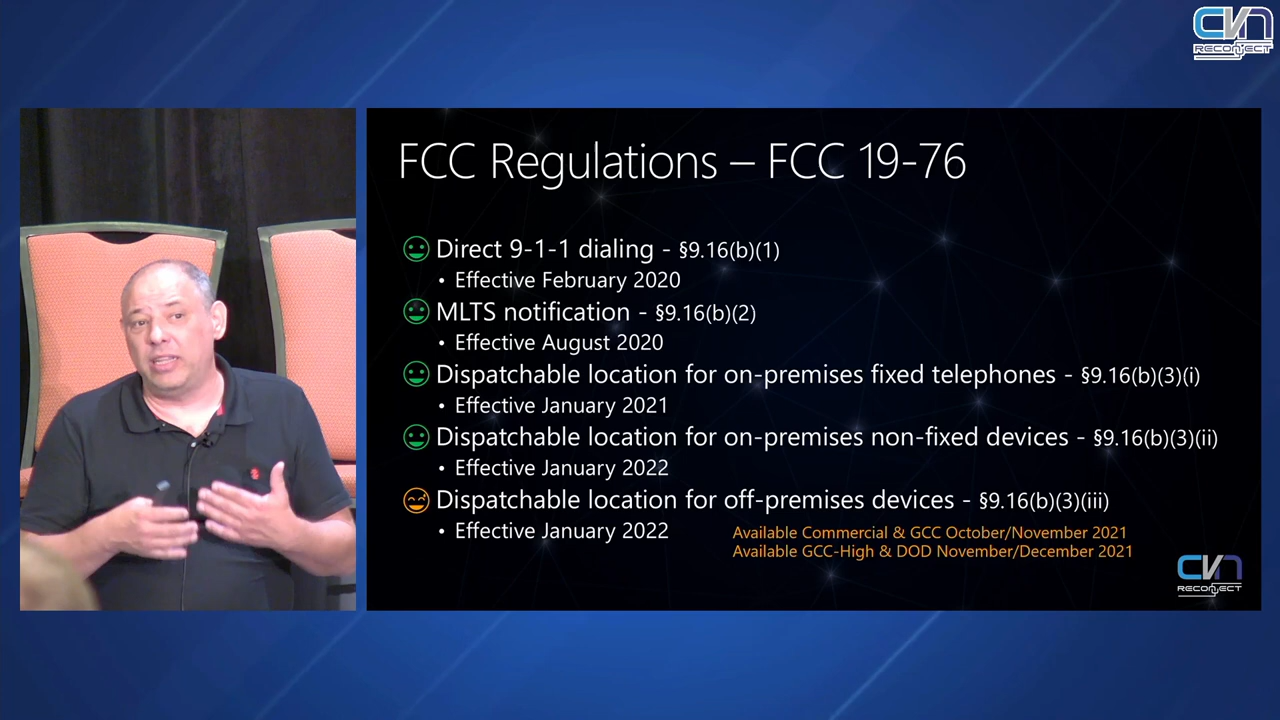 CVN
RECONJECT
FCC Regulations – FCC 19-76
Direct 9-1-1 dialing - §9.16(b)(1)
• Effective February 2020
MLTS notification - §9.16(b)(2)
• Effective August 2020
Dispatchable location for on-premises fixed telephones - §9.16(b)(3)(i)
• Effective January 2021
Dispatchable location for on-premises non-fixed devices - §9.16(b)(3)(ii)
• Effective January 2022
Dispatchable location for off-premises devices - §9.16(b)(3)(iii)
• Effective January 2022
Available Commercial & GCC October/November 2021
Available GCC-High & DOD November/December 2021
CVN
RECONJECT